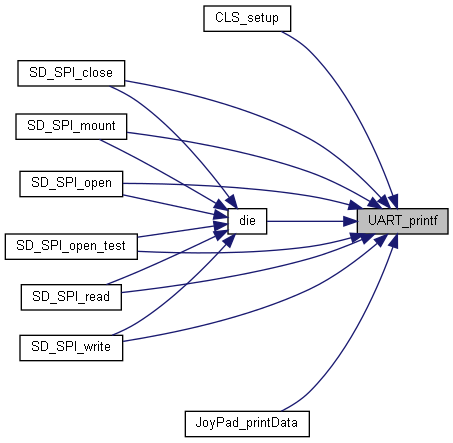 CLS_setup
SD_SPI_close
SD_SPI_mount
SD_SPI_open
die
UART_printf
SD_SPI_open_test
SD_SPI_read
SD_SPI_write
JoyPad_printData